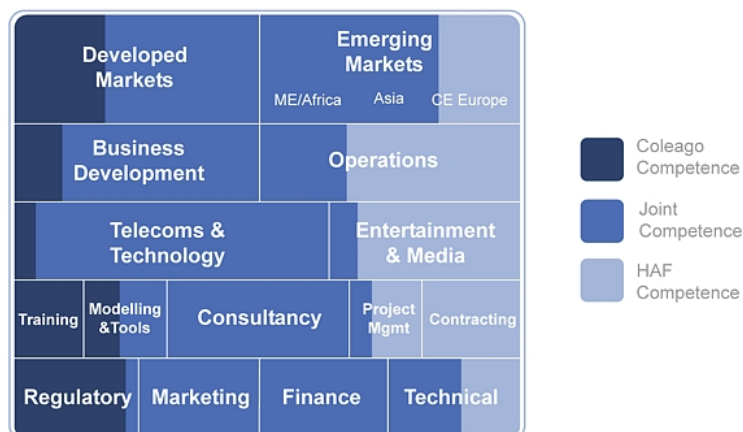 Developed
Markets
Emerging
Markets
ME/Africa
Asia
CE Europe
Business
Development
Operations
Telecoms &
Technology
Entertainment
& Media
Training
Modelling
&Tools
Consultancy
Project
Mgmt
Contracting
Regulatory
Marketing
Finance
Technical
Coleago
Competence
Joint
Competence
HAF
Competence